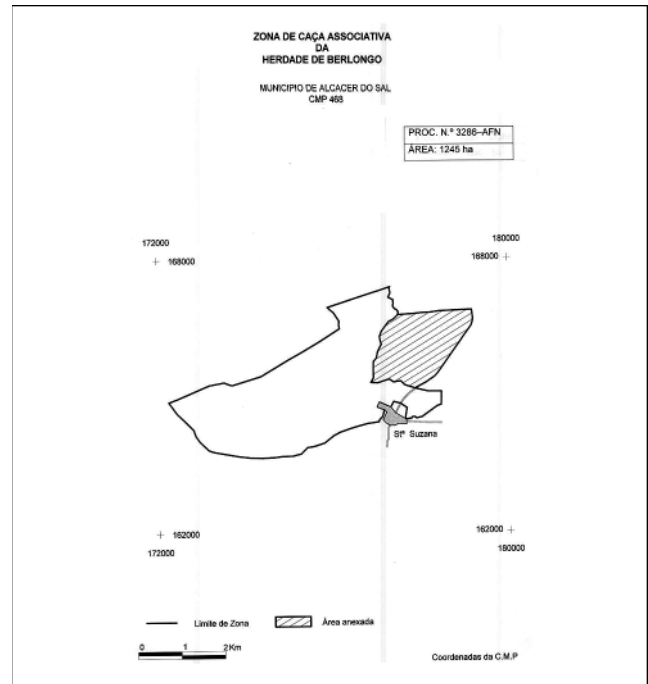 ZONA DE CAÇA ASSOCIATIVA
DA
HERDADE DE BERLONGO
MUNICIPIO DE ALCACER DO SAL
CMP 468
PROC. N.º 3286–AFN
ÁREA: 1245 ha
172000
168000
180000
168000
Stª Suzana
162000
172000
162000
180000
Limite de Zona
Área anexada
0 1 2Km
Coordenadas da C.M.P